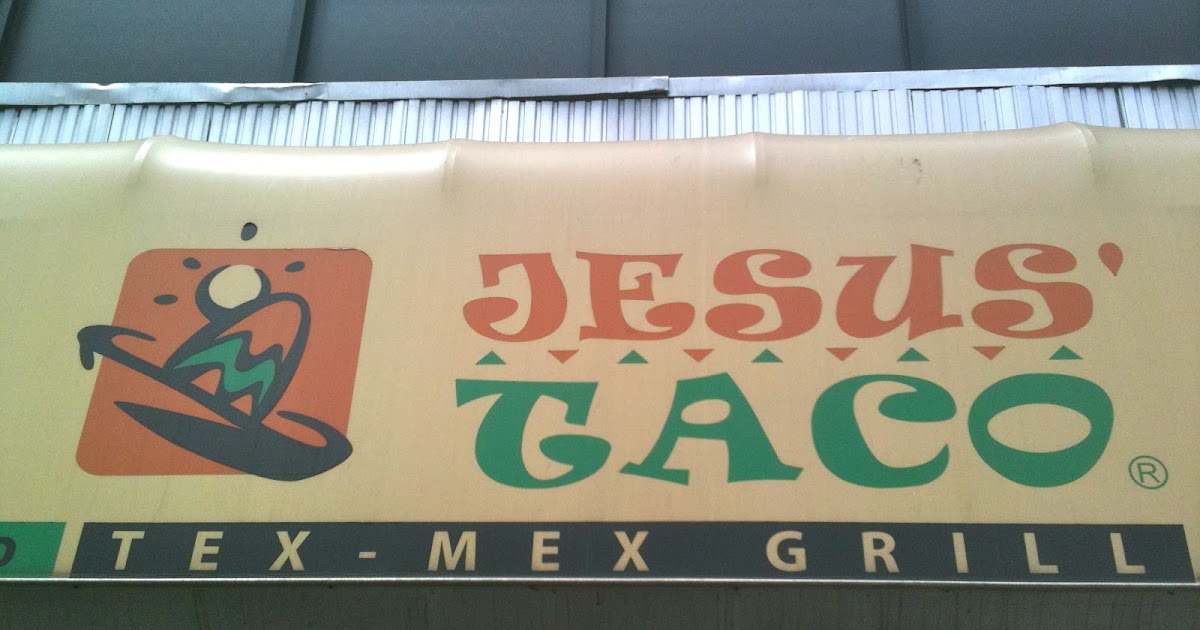 JESUS'
TACO ®
TEX-MEX GRILL